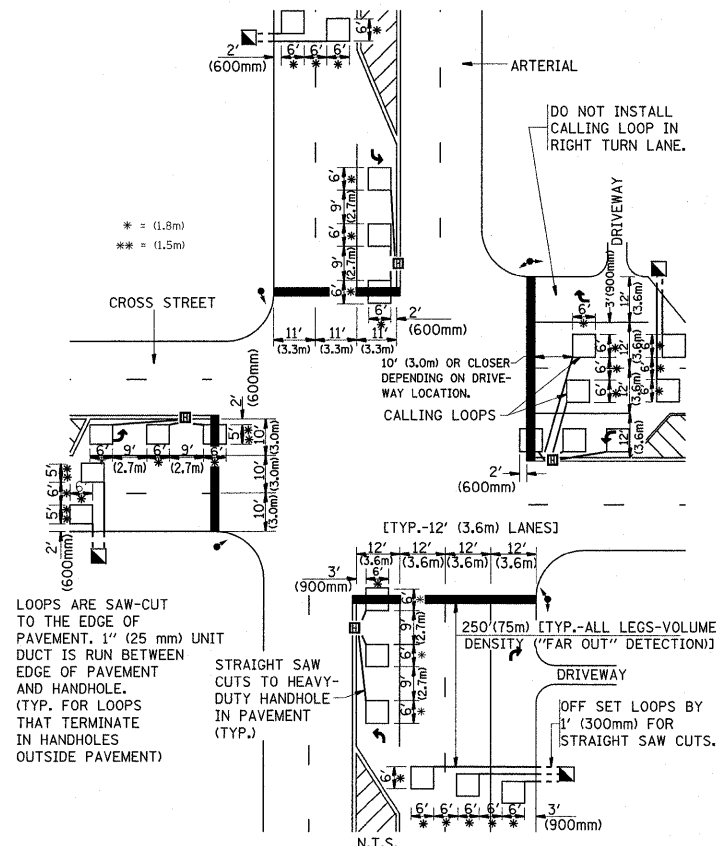 6'
2'
(600mm)
6' 6' 6'
* * *
ARTERIAL
DO NOT INSTALL
CALLING LOOP IN
RIGHT TURN LANE.
* = (1.8m)
** = (1.5m)
6'
*
9'
(2.7m)
6'
*
9'
(2.7m)
6'
*
6'
*
2'
(600mm)
11' 11' 11'
(3.3m) (3.3m) (3.3m)
CROSS STREET
DRIVEWAY
3' (900mm)
12'
(3.6m)
6'
*
6' 12' 6'
* (3.6m) *
6' 12' 6'
* (3.6m) *
12'
(3.6m)
10' (3.0m) OR CLOSER
DEPENDING ON DRIVE-
WAY LOCATION.
CALLING LOOPS
2'
(600mm)
H
2'
(600mm)
5'
**
10'
(3.0m)
10'
(3.0m)
10'
(3.0m)
6' 9' 6' 9' 6'
* (2.7m) * (2.7m) *
5'
**
6'
*
5'
**
6'
*
2'
(600mm)
H
[TYP.-12' (3.6m) LANES]
12' 12' 12' 12'
(3.6m) (3.6m) (3.6m) (3.6m)
3'
(900mm)
6'
*
6'
*
9'
(2.7m)
6'
*
9'
(2.7m)
6'
*
H
H
250'(75m) [TYP.-ALL LEGS-VOLUME
DENSITY ("FAR OUT" DETECTION)]
DRIVEWAY
LOOPS ARE SAW-CUT
TO THE EDGE OF
PAVEMENT. 1" (25 mm) UNIT
DUCT IS RUN BETWEEN
EDGE OF PAVEMENT
AND HANDHOLE.
(TYP. FOR LOOPS
THAT TERMINATE
IN HANDHOLES
OUTSIDE PAVEMENT)
STRAIGHT SAW
CUTS TO HEAVY-
DUTY HANDHOLE
IN PAVEMENT
(TYP.)
OFF SET LOOPS BY
1' (300mm) FOR
STRAIGHT SAW CUTS.
6'
*
6' 6' 6' 6' 6'
* * * * *
3'
(900mm)
N.T.S.